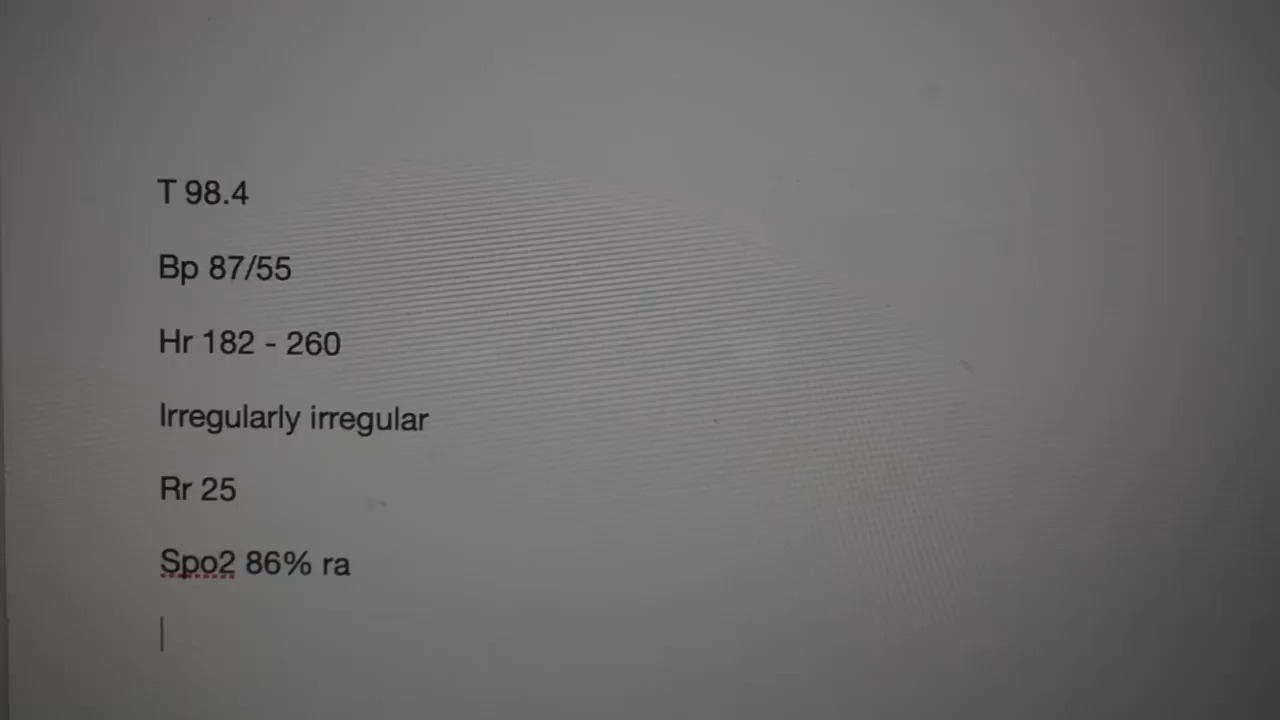 T 98.4
Bp 87/55
Hr 182 - 260
Irregularly irregular
Rr 25
Spo2 86% ra